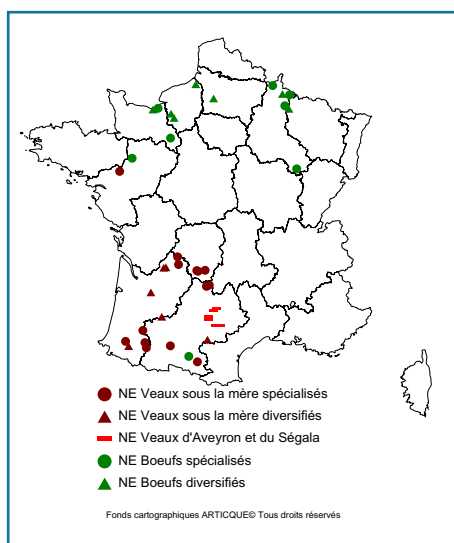 NE Veaux sous la mère spécialisés
NE Veaux sous la mère diversifiés
NE Veaux d'Aveyron et du Ségala
NE Boeufs spécialisés
NE Boeufs diversifiés
Fonds cartographiques ARTICQUE© Tous droits réservés